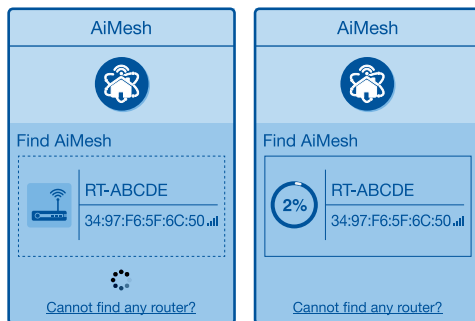 AiMesh
Find AiMesh
RT-ABCDE
34:97:F6:5F:6C:50
Cannot find any router?
AiMesh
Find AiMesh
2%
RT-ABCDE
34:97:F6:5F:6C:50
Cannot find any router?